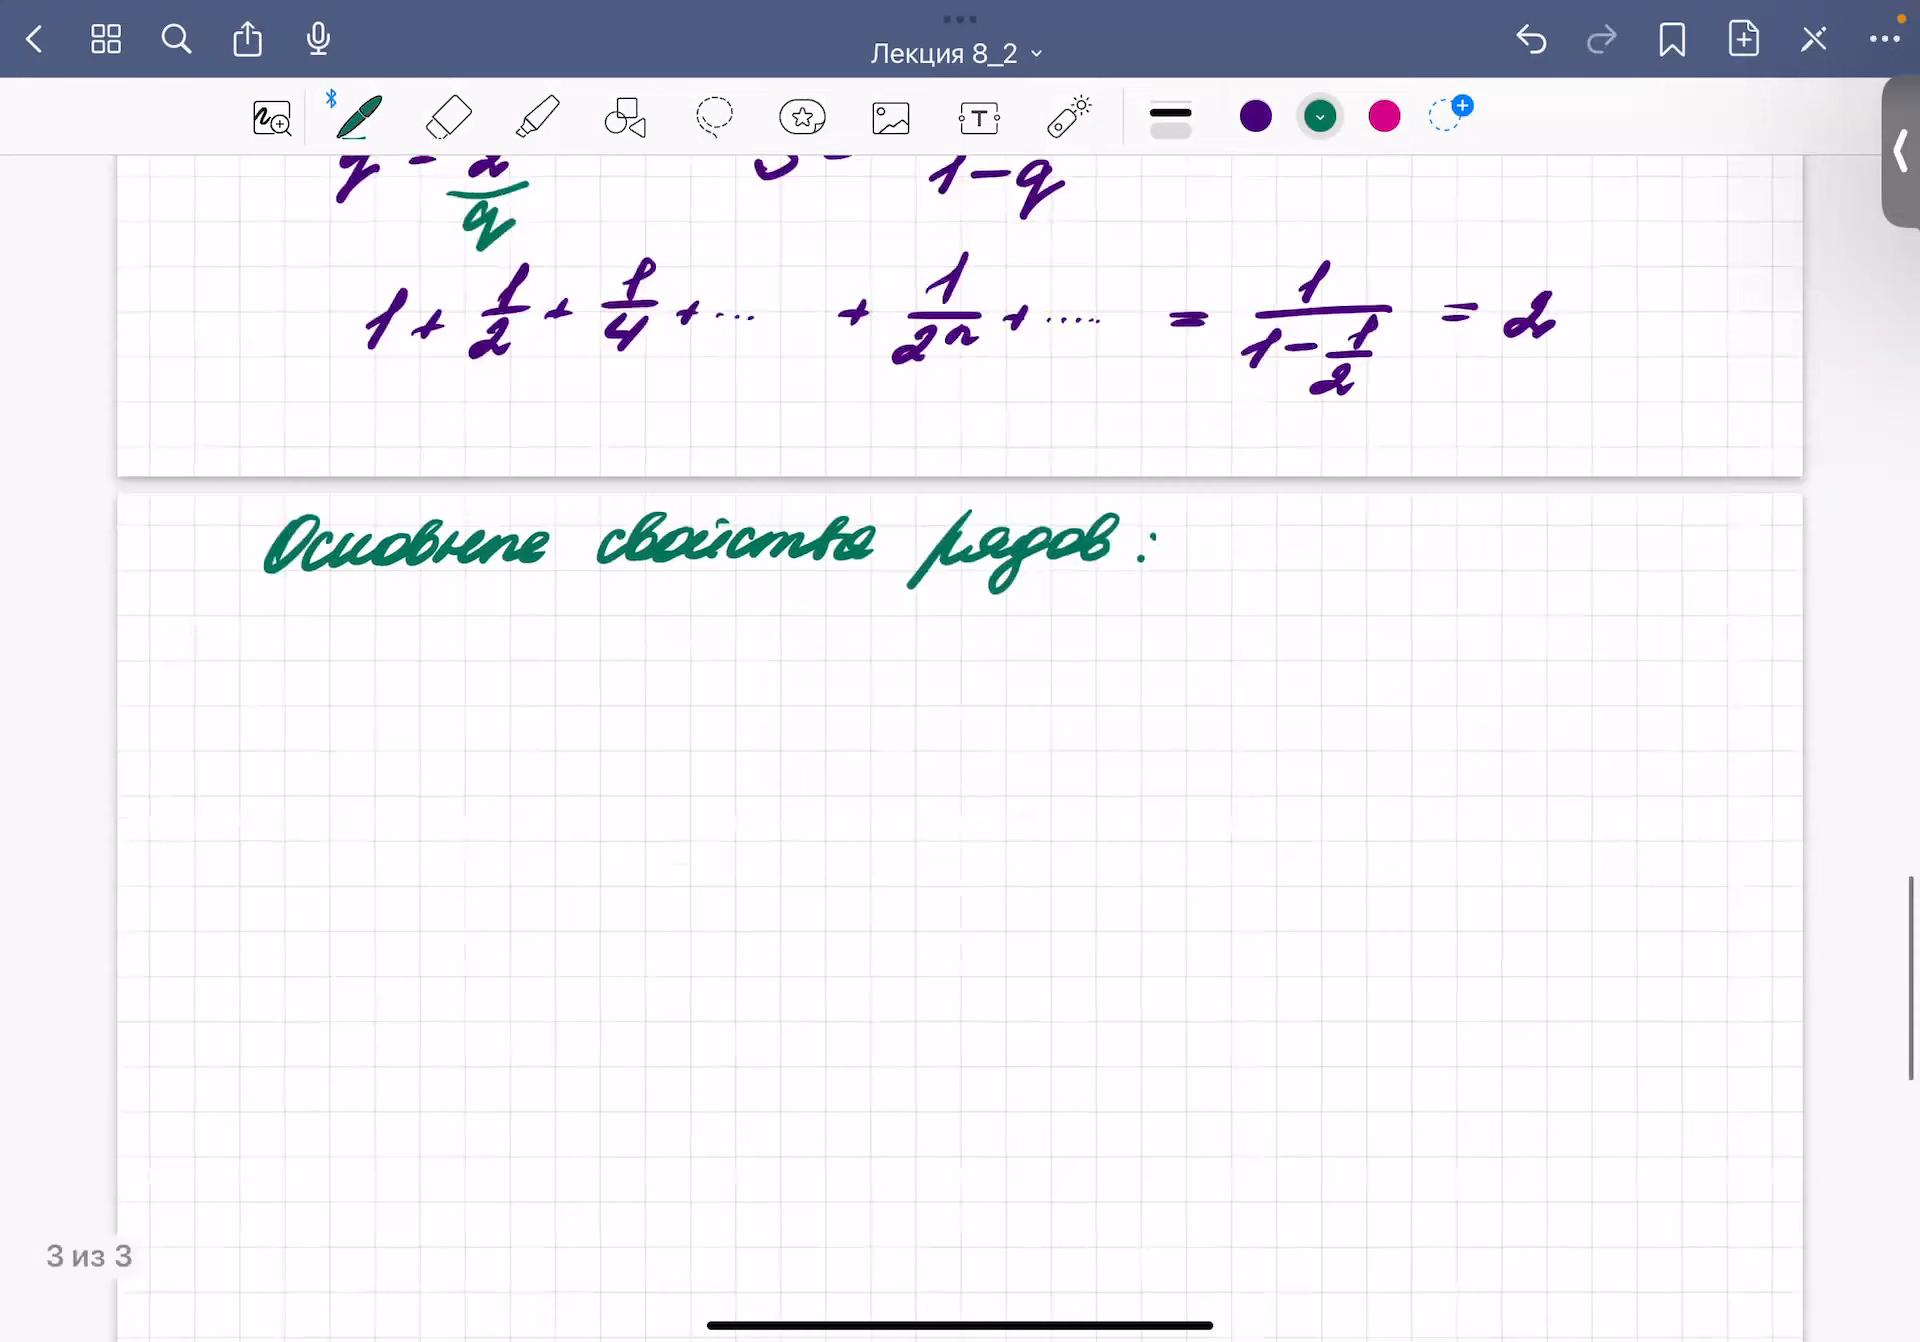 Лекция 8_2
q = 2/q S = 1-q
1 + 1/2 + 1/4 + ... + 1/2ⁿ + ..... = 1/(1 - 1/2) = 2
Основные свойства рядов:
3 из 3